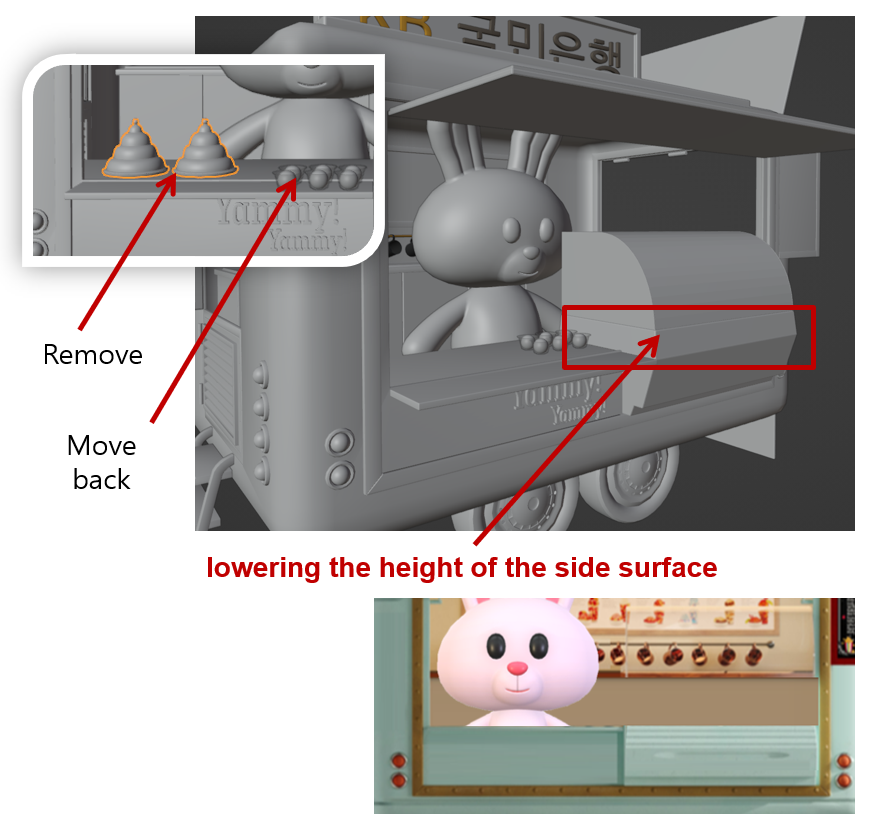 KB 국민은행
Yammy!
Yammy!
Remove
Yammy!
Yammy!
Move
back
lowering the height of the side surface